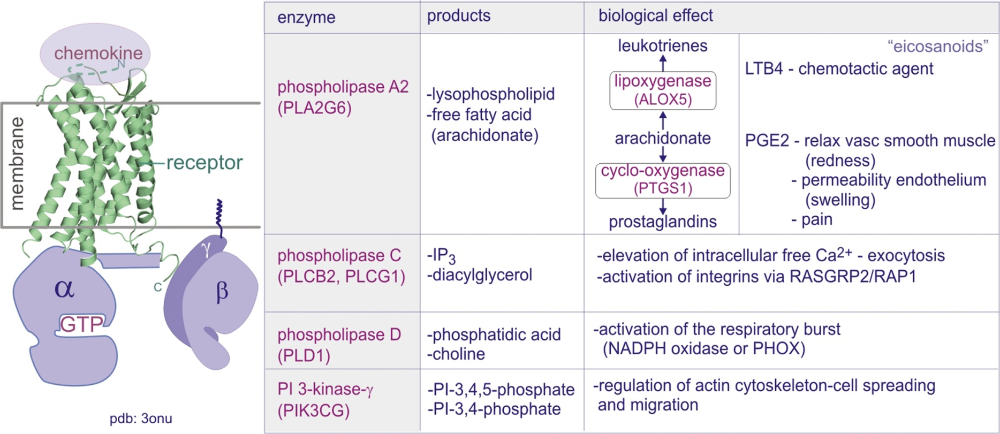 chemokine
N
membrane
receptor
γ
α
β
C
GTP
pdb: 3onu
enzyme
products
biological effect
phospholipase A2
(PLA2G6)
-lysophospholipid
-free fatty acid
(arachidonate)
leukotrienes
lipoxygenase
(ALOX5)
arachidonate
cyclo-oxygenase
(PTGS1)
prostaglandins
“eicosanoids”
LTB4 - chemotactic agent
PGE2 - relax vasc smooth muscle
(redness)
- permeability endothelium
(swelling)
- pain
phospholipase C
(PLCB2, PLCG1)
-IP3
-diacylglycerol
-elevation of intracellular free Ca2+ - exocytosis
-activation of integrins via RASGRP2/RAP1
phospholipase D
(PLD1)
-phosphatidic acid
-choline
-activation of the respiratory burst
(NADPH oxidase or PHOX)
PI 3-kinase-γ
(PIK3CG)
-PI-3,4,5-phosphate
-PI-3,4-phosphate
-regulation of actin cytoskeleton-cell spreading
and migration